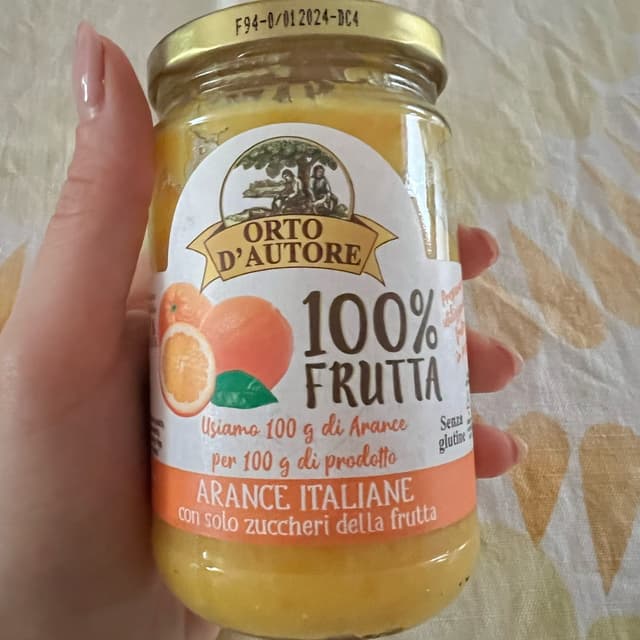 F94-0/012024-DC4
ORTO
D'AUTORE
100%
FRUTTA
Usiamo 100 g di Arance
per 100 g di prodotto
Senza
glutine
ARANCE ITALIANE
con solo zuccheri della frutta